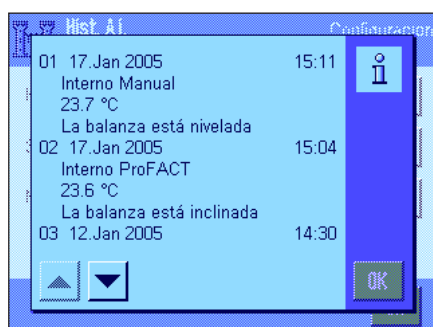 Hist. Aj.
Configuracion
01 17.Jan 2005 15:11
Interno Manual
23.7 °C
La balanza está nivelada
02 17.Jan 2005 15:04
Interno ProFACT
23.6 °C
La balanza está inclinada
03 12.Jan 2005 14:30
OK